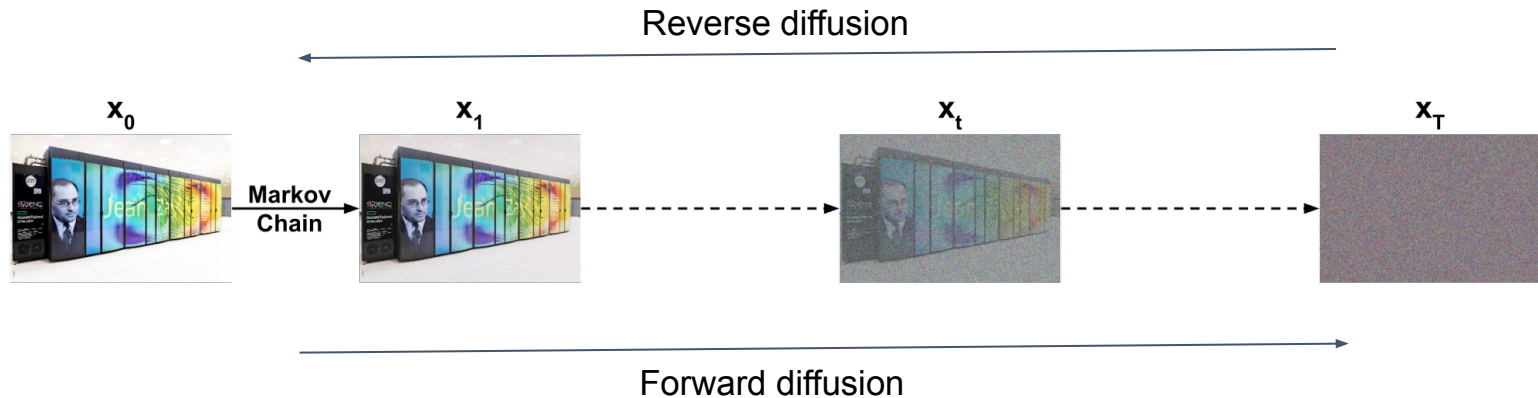 Reverse diffusion
x0
x1
xt
xT
Markov
Chain
Jean Zay
Forward diffusion